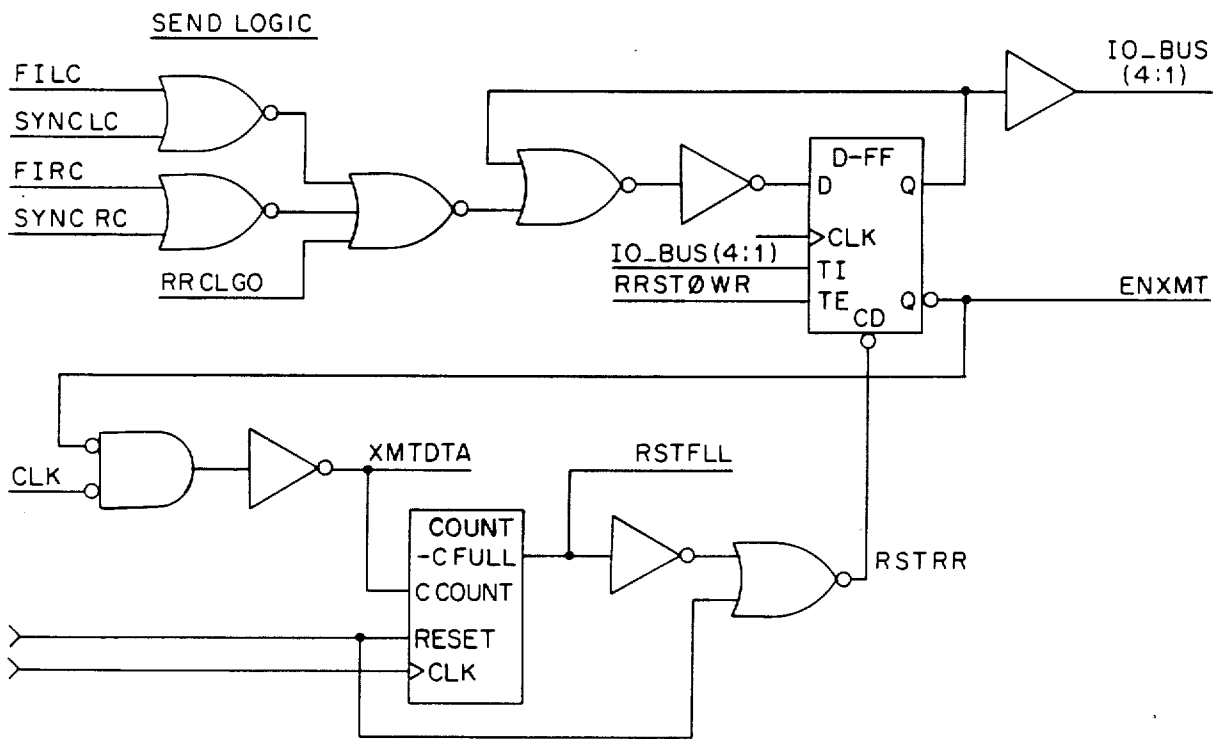 SEND LOGIC
FILC
SYNCLC
FIRC
SYNC RC
RRCLGO
IO_BUS
(4:1)
D-FF
D
Q
CLK
IO_BUS(4:1)
TI
RRSTØWR
TE
Q
CD
ENXMT
CLK
XMTDTA
RSTFLL
COUNT
-C FULL
C COUNT
RSTRR
RESET
CLK